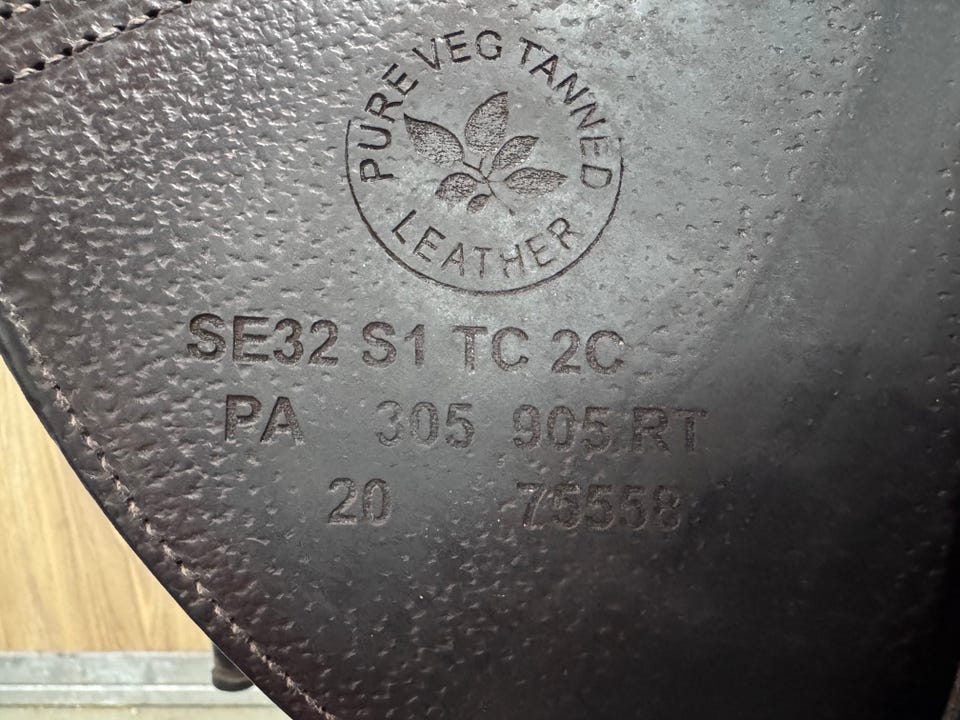 PURE VEG TANNED
LEATHER
SE32 S1 TC 2C
PA 305 905 RT
20 75558